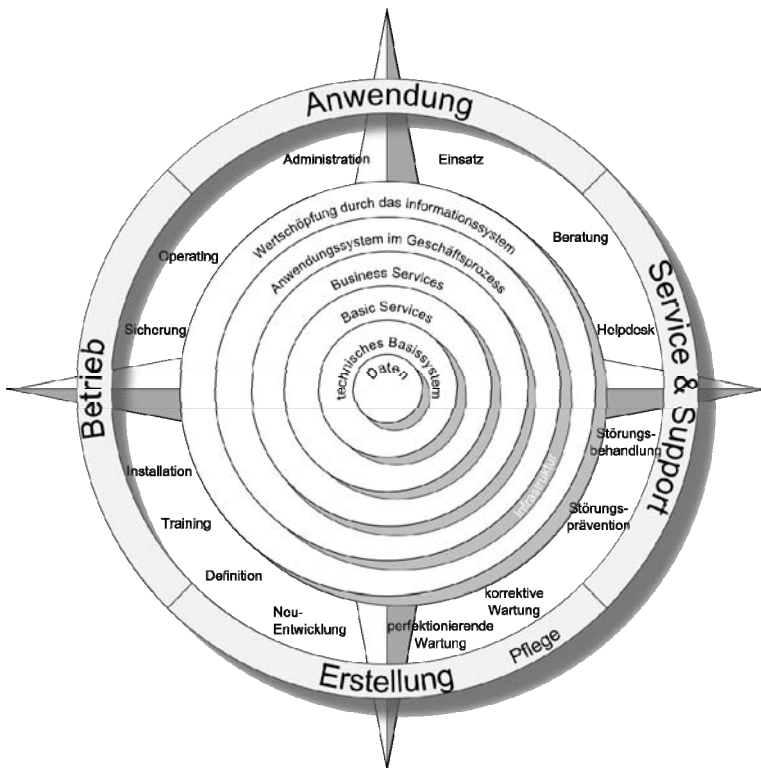 Anwendung
Administration
Einsatz
Wertschöpfung durch das Informationssystem
Beratung
Anwendungssystem im Geschäftsprozess
Operating
Business Services
Basic Services
Sicherung
Helpdesk
technisches Basissystem
Daten
Betrieb
Service & Support
Störungs-
behandlung
Installation
Infrastruktur
Störungs-
prävention
Training
Definition
korrektive
Wartung
Neu-
Entwicklung
perfektionierende
Wartung
Pflege
Erstellung